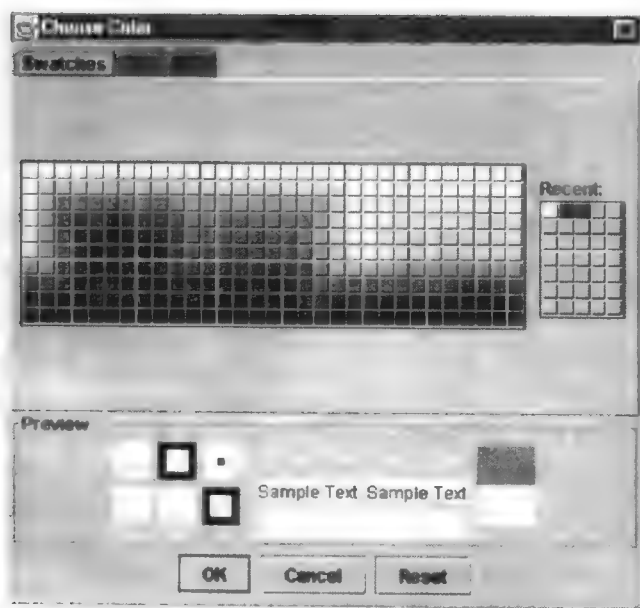 Choose Color
Swatches
Recent:
Preview
Sample Text Sample Text
OK
Cancel
Reset